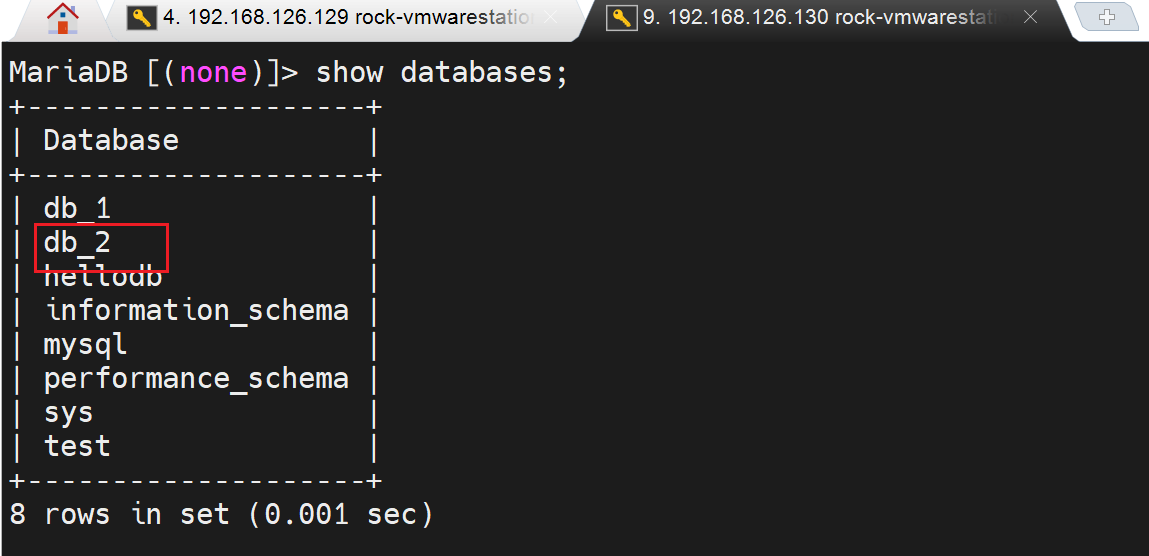 4. 192.168.126.129 rock-vmwarestation
9. 192.168.126.130 rock-vmwarestati
MariaDB [(none)]> show databases;
+--------------------+
| Database           |
+--------------------+
| db_1               |
| db_2               |
| hellodb            |
| information_schema |
| mysql              |
| performance_schema |
| sys                |
| test               |
+--------------------+
8 rows in set (0.001 sec)